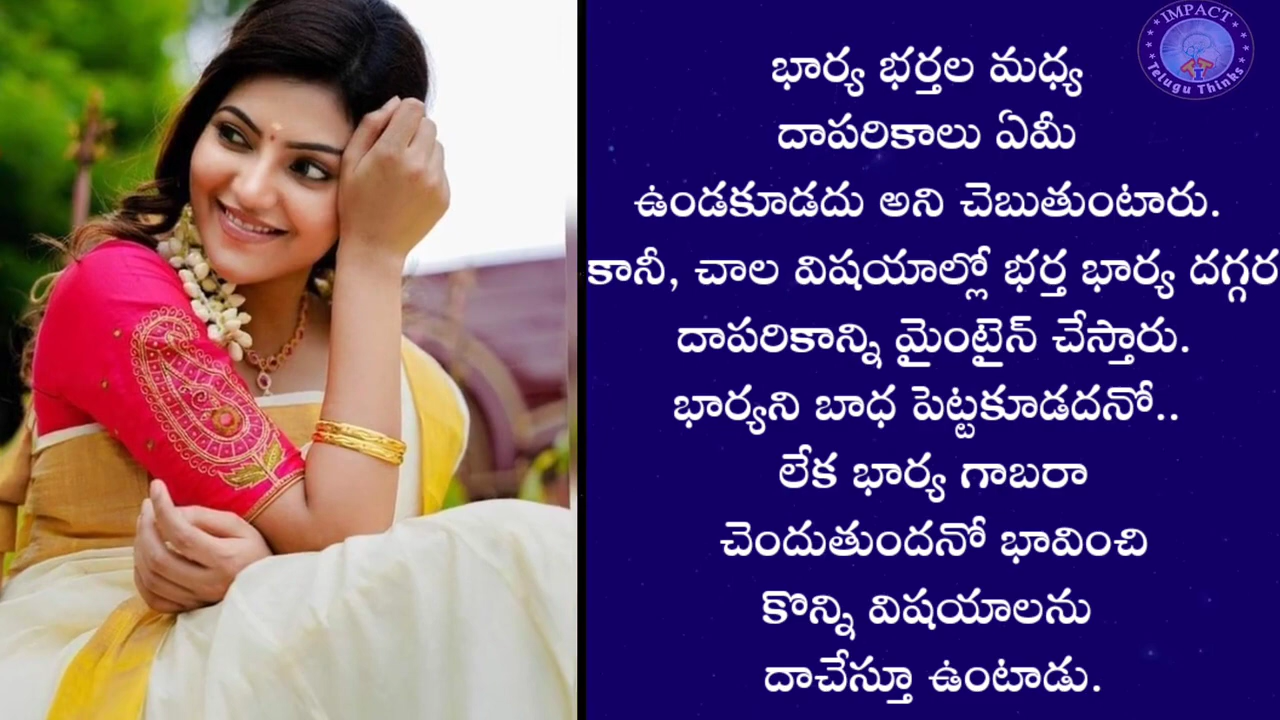 IMPACT
Telugu Thinks
భార్య భర్తల మధ్య
దాపరికాలు ఏమీ
ఉండకూడదు అని చెబుతుంటారు.
కానీ, చాల విషయాల్లో భర్త భార్య దగ్గర
దాపరికాన్ని మైంటైన్ చేస్తారు.
భార్యని బాధ పెట్టకూడదనో..
లేక భార్య గాబరా
చెందుతుందనో భావించి
కొన్ని విషయాలను
దాచేస్తూ ఉంటాడు.